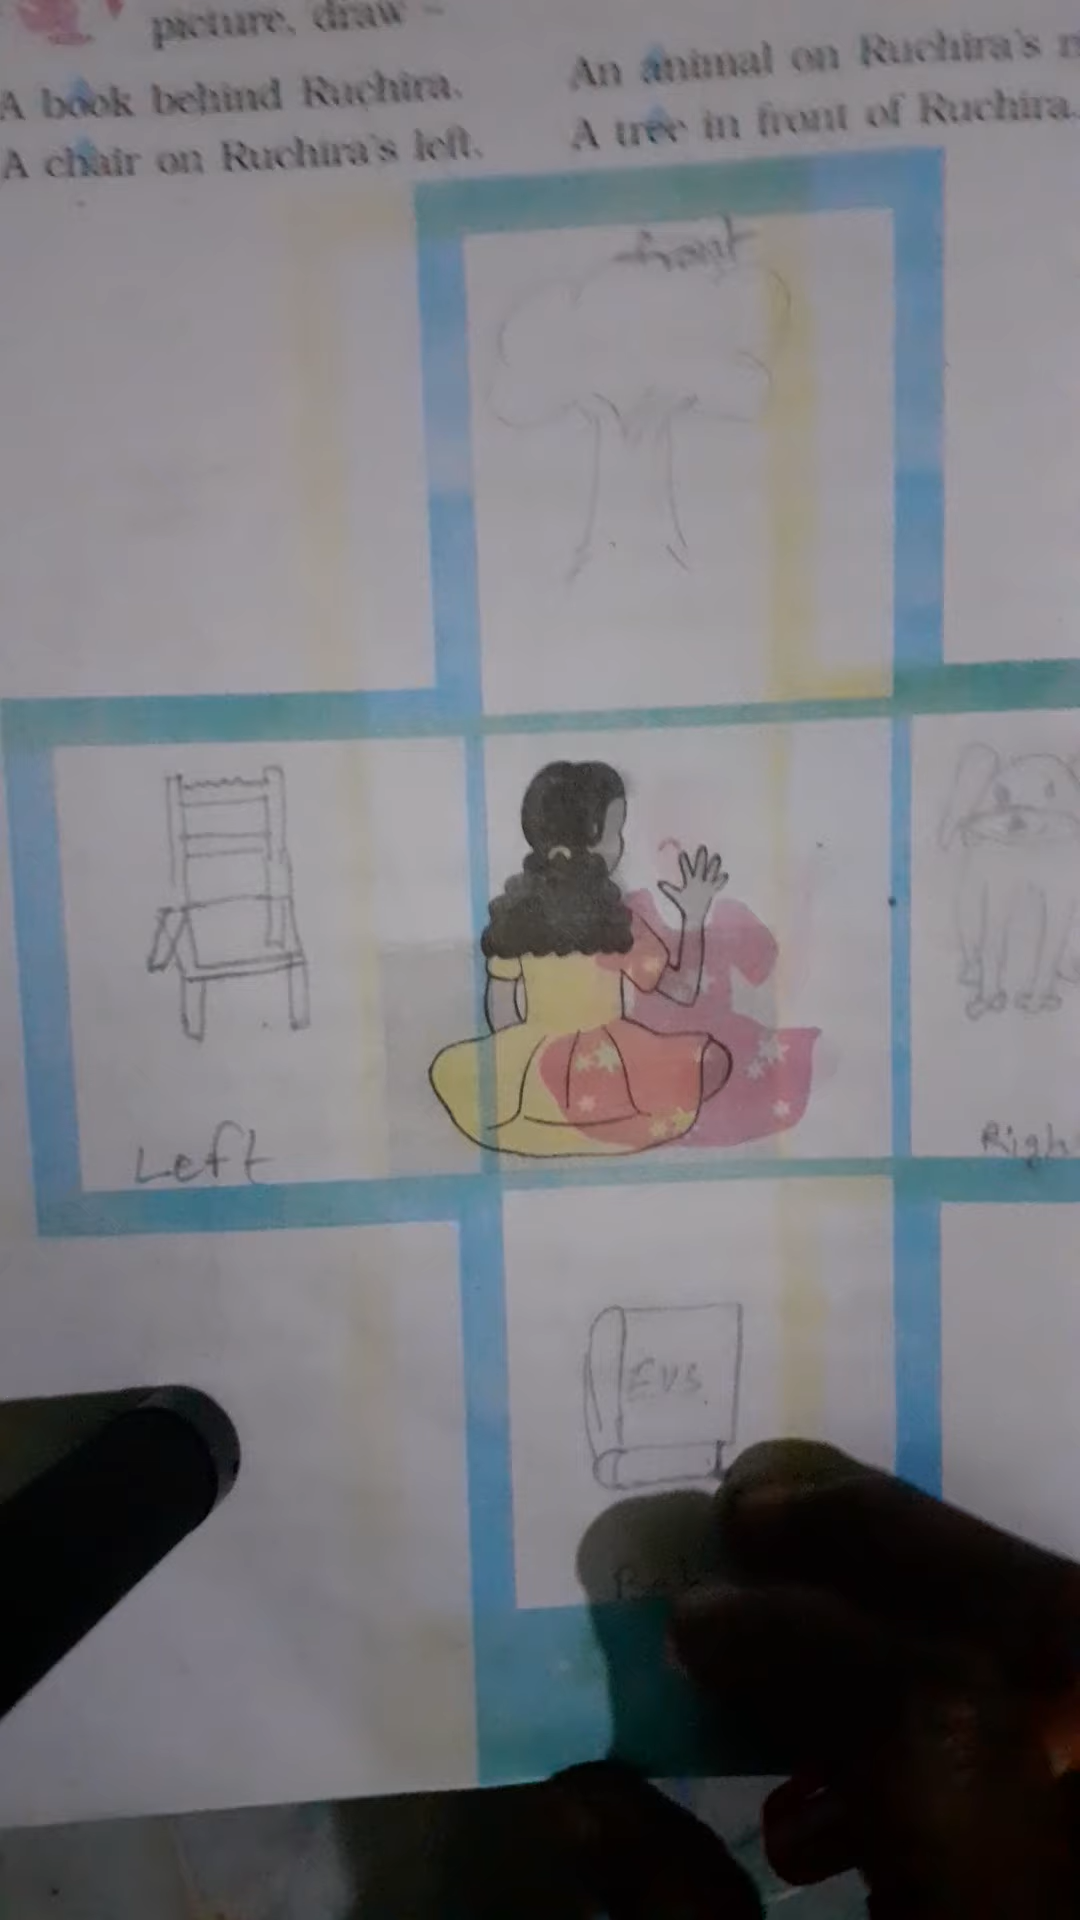 picture, draw –
A book behind Ruchira.
An animal on Ruchira's
A chair on Ruchira's left.
A tree in front of Ruchira.
front
Left
Righ
EVS